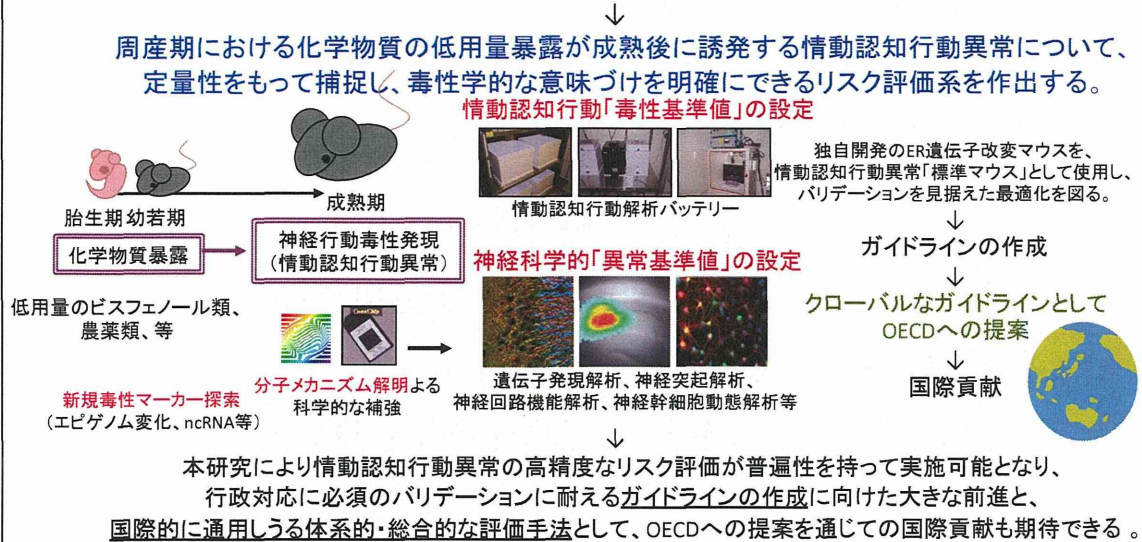 ↓
周産期における化学物質の低用量暴露が成熟後に誘発する情動認知行動異常について、
定量性をもって捕捉し、毒性学的な意味づけを明確にできるリスク評価系を作出する。
情動認知行動「毒性基準値」の設定
胎生期 幼若期
成熟期
化学物質暴露
神経行動毒性発現
(情動認知行動異常)
低用量のビスフェノール類、
農薬類、等
新規毒性マーカー探索
(エピゲノム変化、ncRNA等)
分子メカニズム解明よる
科学的な補強
情動認知行動解析バッテリー
神経科学的「異常基準値」の設定
遺伝子発現解析、神経突起解析、
神経回路機能解析、神経幹細胞動態解析等
独自開発のER遺伝子改変マウスを、
情動認知行動異常「標準マウス」として使用し、
バリデーションを見据えた最適化を図る。
↓
ガイドラインの作成
↓
クローバルなガイドラインとして
OECDへの提案
↓
国際貢献
↓
本研究により情動認知行動異常の高精度なリスク評価が普遍性を持って実施可能となり、
行政対応に必須のバリデーションに耐えるガイドラインの作成に向けた大きな前進と、
国際的に通用しうる体系的・総合的な評価手法として、OECDへの提案を通じての国際貢献も期待できる。